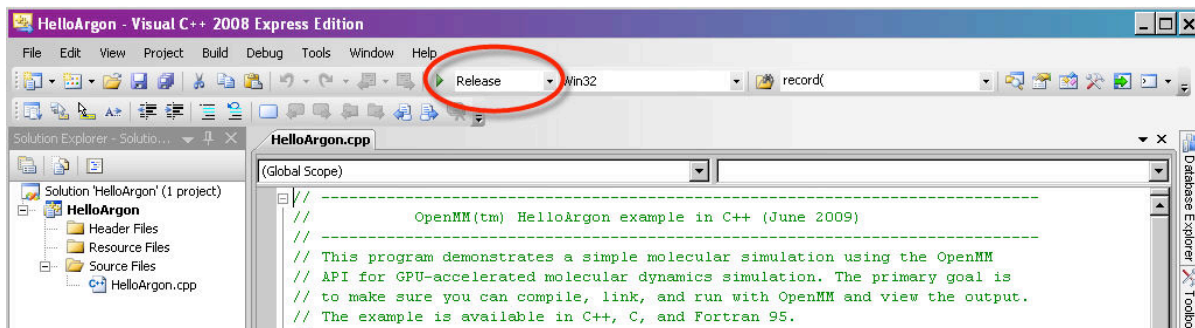 HelloArgon - Visual C++ 2008 Express Edition
File Edit View Project Build Debug Tools Window Help
Release Win32 record(
Solution Explorer - Solutio...
HelloArgon.cpp
(Global Scope)
Solution 'HelloArgon' (1 project)
HelloArgon
Header Files
Resource Files
Source Files
HelloArgon.cpp
// -----------------------------------------------------------------------------
// OpenMM(tm) HelloArgon example in C++ (June 2009)
// -----------------------------------------------------------------------------
// This program demonstrates a simple molecular simulation using the OpenMM
// API for GPU-accelerated molecular dynamics simulation. The primary goal is
// to make sure you can compile, link, and run with OpenMM and view the output.
// The example is available in C++, C, and Fortran 95.
Database Explorer